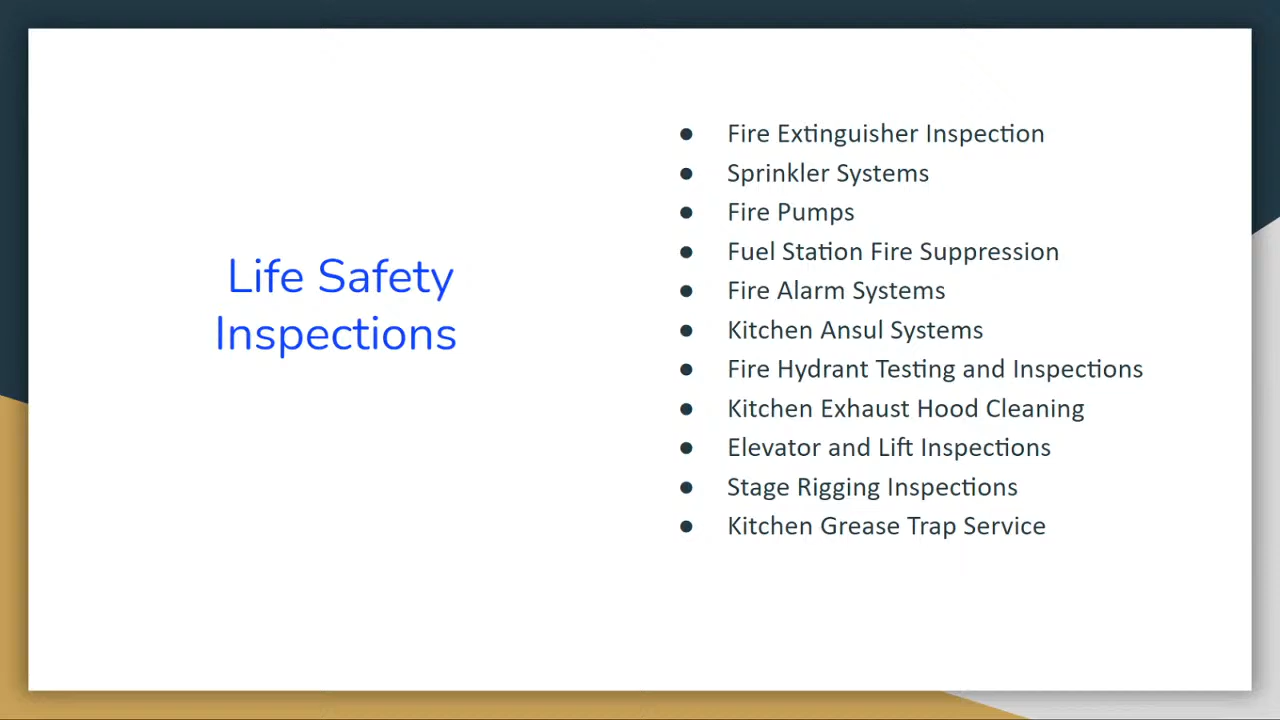 Life Safety
Inspections
● Fire Extinguisher Inspection
● Sprinkler Systems
● Fire Pumps
● Fuel Station Fire Suppression
● Fire Alarm Systems
● Kitchen Ansul Systems
● Fire Hydrant Testing and Inspections
● Kitchen Exhaust Hood Cleaning
● Elevator and Lift Inspections
● Stage Rigging Inspections
● Kitchen Grease Trap Service